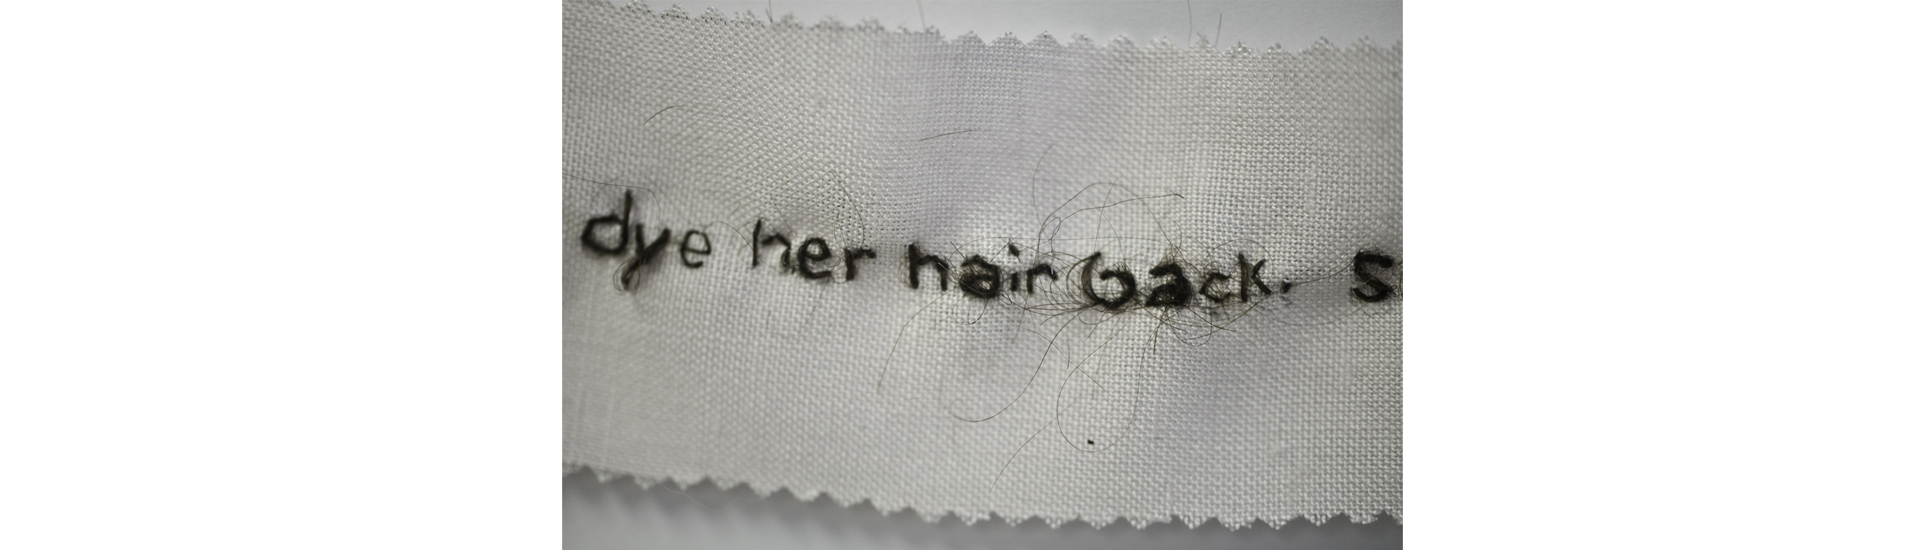 dye her hair back. S